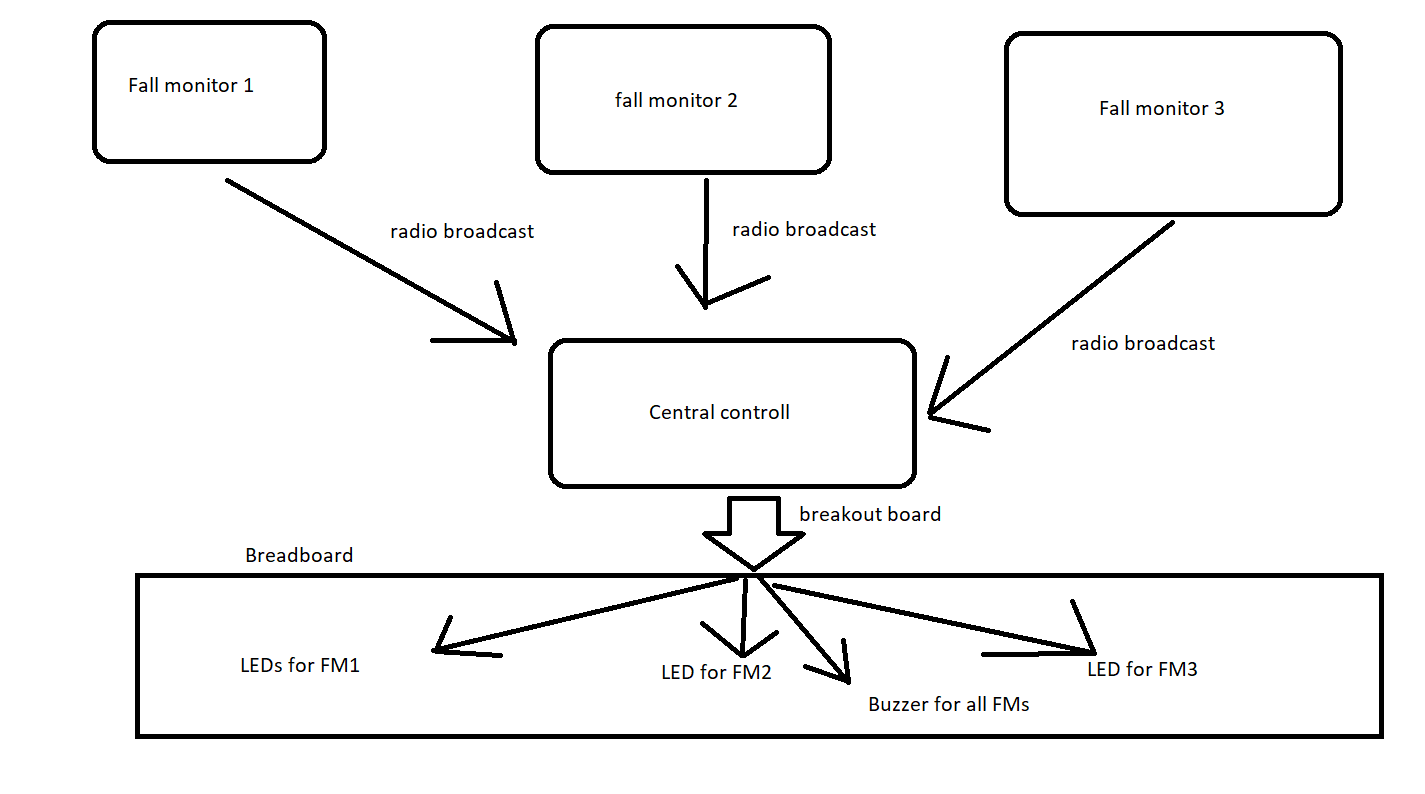 Fall monitor 1
fall monitor 2
Fall monitor 3
radio broadcast
radio broadcast
radio broadcast
Central controll
breakout board
Breadboard
LEDs for FM1
LED for FM2
LED for FM3
Buzzer for all FMs